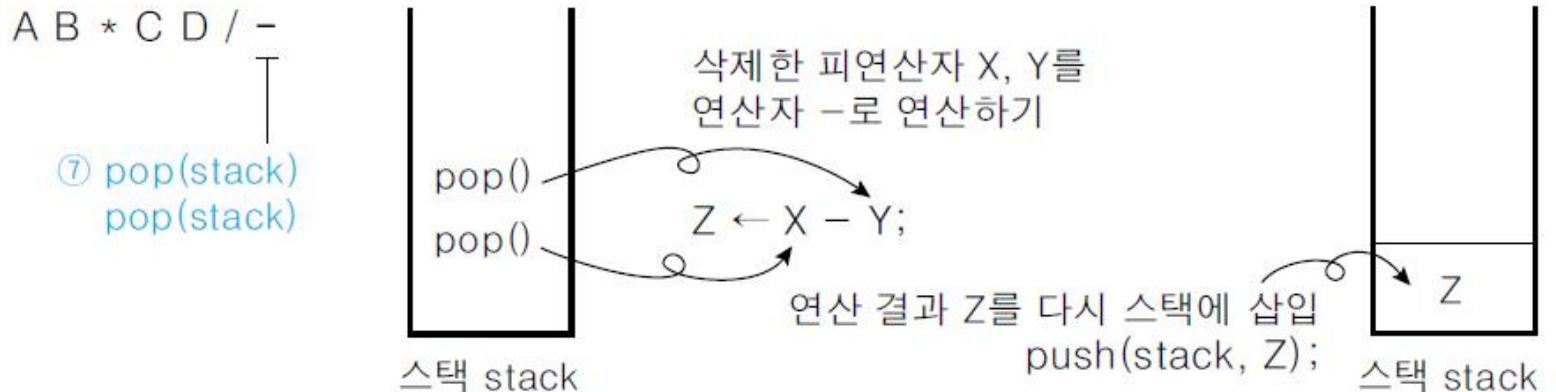 A B * C D / −
⑦ pop(stack)
pop(stack)
pop()
pop()
스택 stack
삭제한 피연산자 X, Y를
연산자 −로 연산하기
Z ← X − Y;
연산 결과 Z를 다시 스택에 삽입
push(stack, Z);
Z
스택 stack